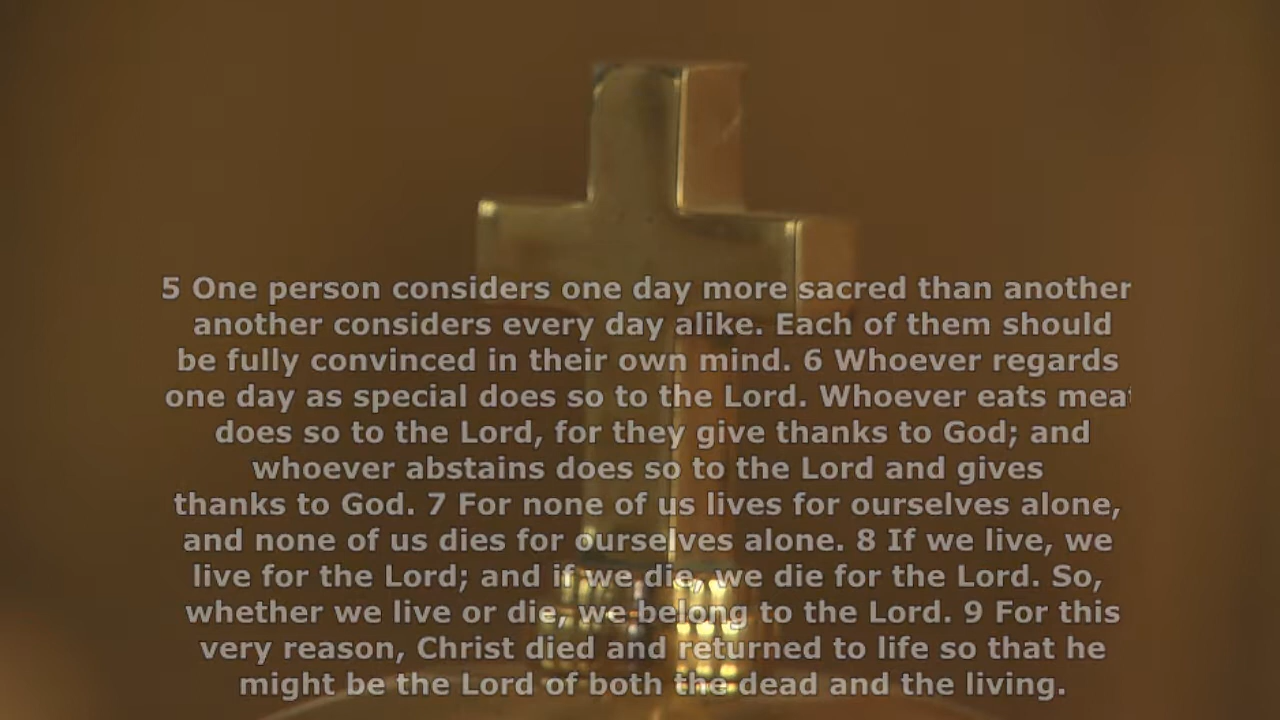 5 One person considers one day more sacred than another
another considers every day alike. Each of them should
be fully convinced in their own mind. 6 Whoever regards
one day as special does so to the Lord. Whoever eats meat
does so to the Lord, for they give thanks to God; and
whoever abstains does so to the Lord and gives
thanks to God. 7 For none of us lives for ourselves alone,
and none of us dies for ourselves alone. 8 If we live, we
live for the Lord; and if we die, we die for the Lord. So,
whether we live or die, we belong to the Lord. 9 For this
very reason, Christ died and returned to life so that he
might be the Lord of both the dead and the living.